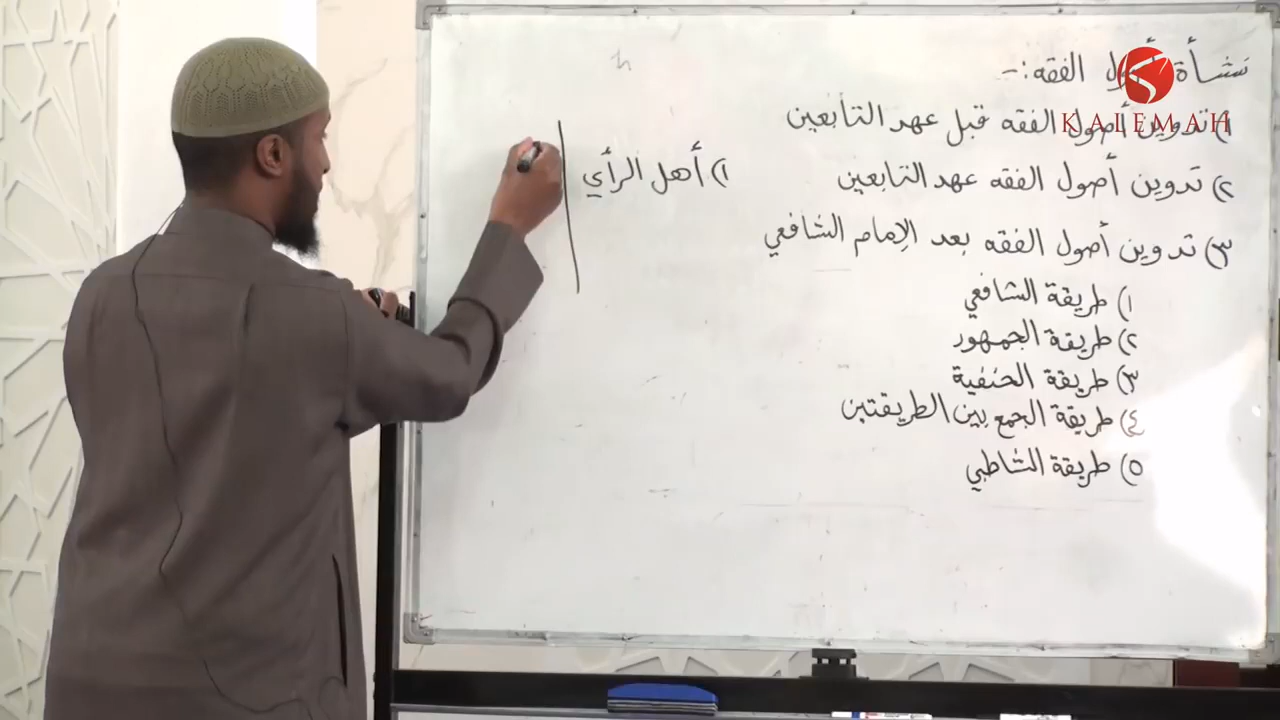 نشأة أصول الفقه :-
KALEMAH
١) تدوين أصول الفقه قبل عهد التابعين
٢) تدوين أصول الفقه عهد التابعين
١) أهل الرأي
٣) تدوين أصول الفقه بعد الإمام الشافعي
١) طريقة الشافعي
٢) طريقة الجمهور
٣) طريقة الحنفية
٤) طريقة الجمع بين الطريقتين
٥) طريقة الشاطبي